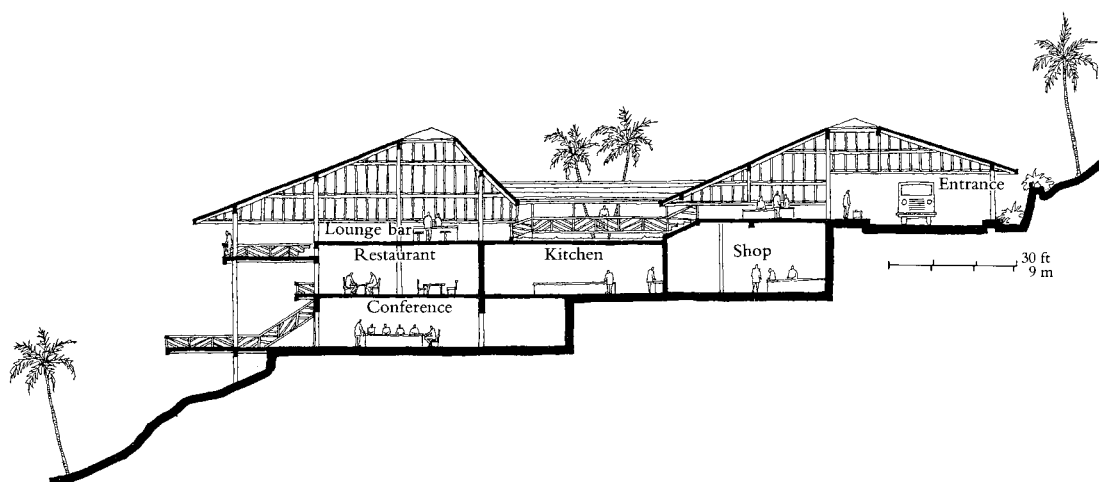 Entrance
Lounge bar
Restaurant
Kitchen
Shop
30 ft
9 m
Conference